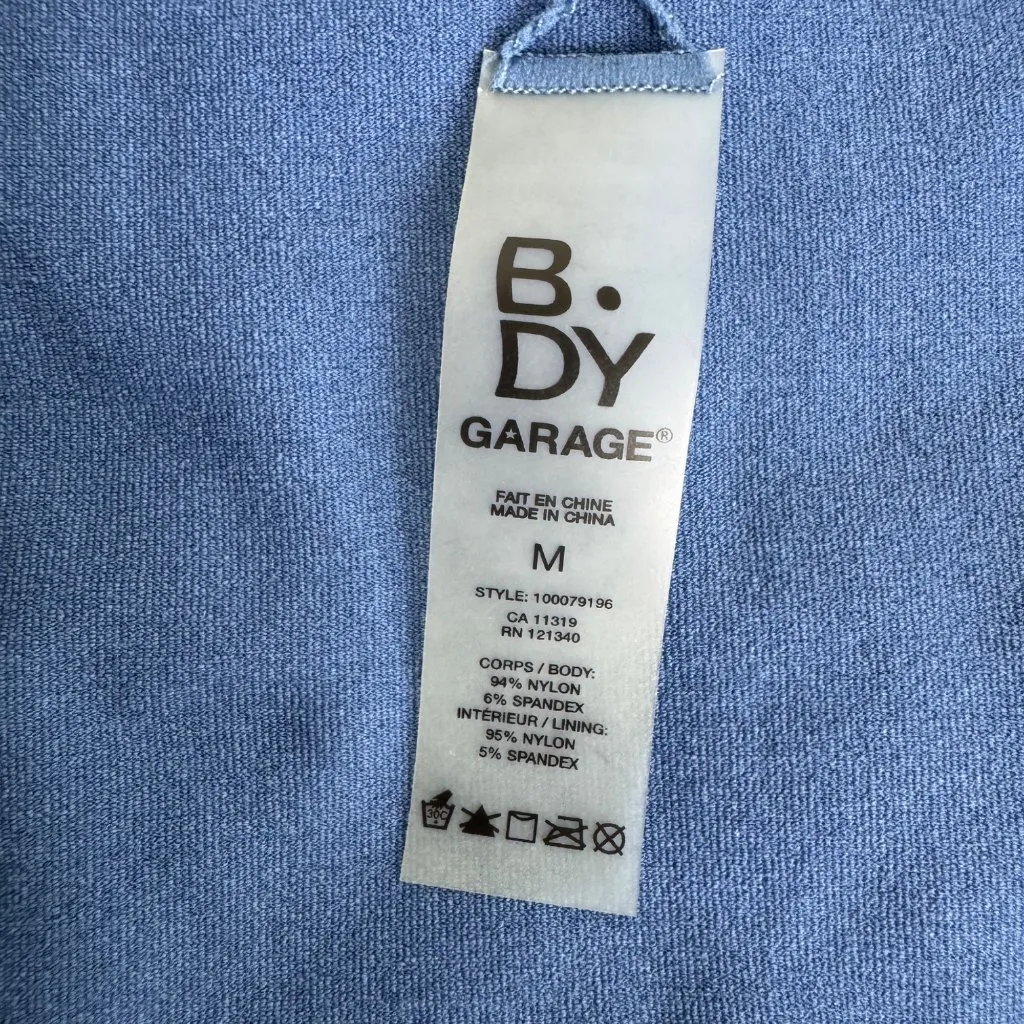 B.
DY
GARAGE®
FAIT EN CHINE
MADE IN CHINA
M
STYLE: 100079196
CA 11319
RN 121340
CORPS / BODY:
94% NYLON
6% SPANDEX
INTÉRIEUR / LINING:
95% NYLON
5% SPANDEX
30C